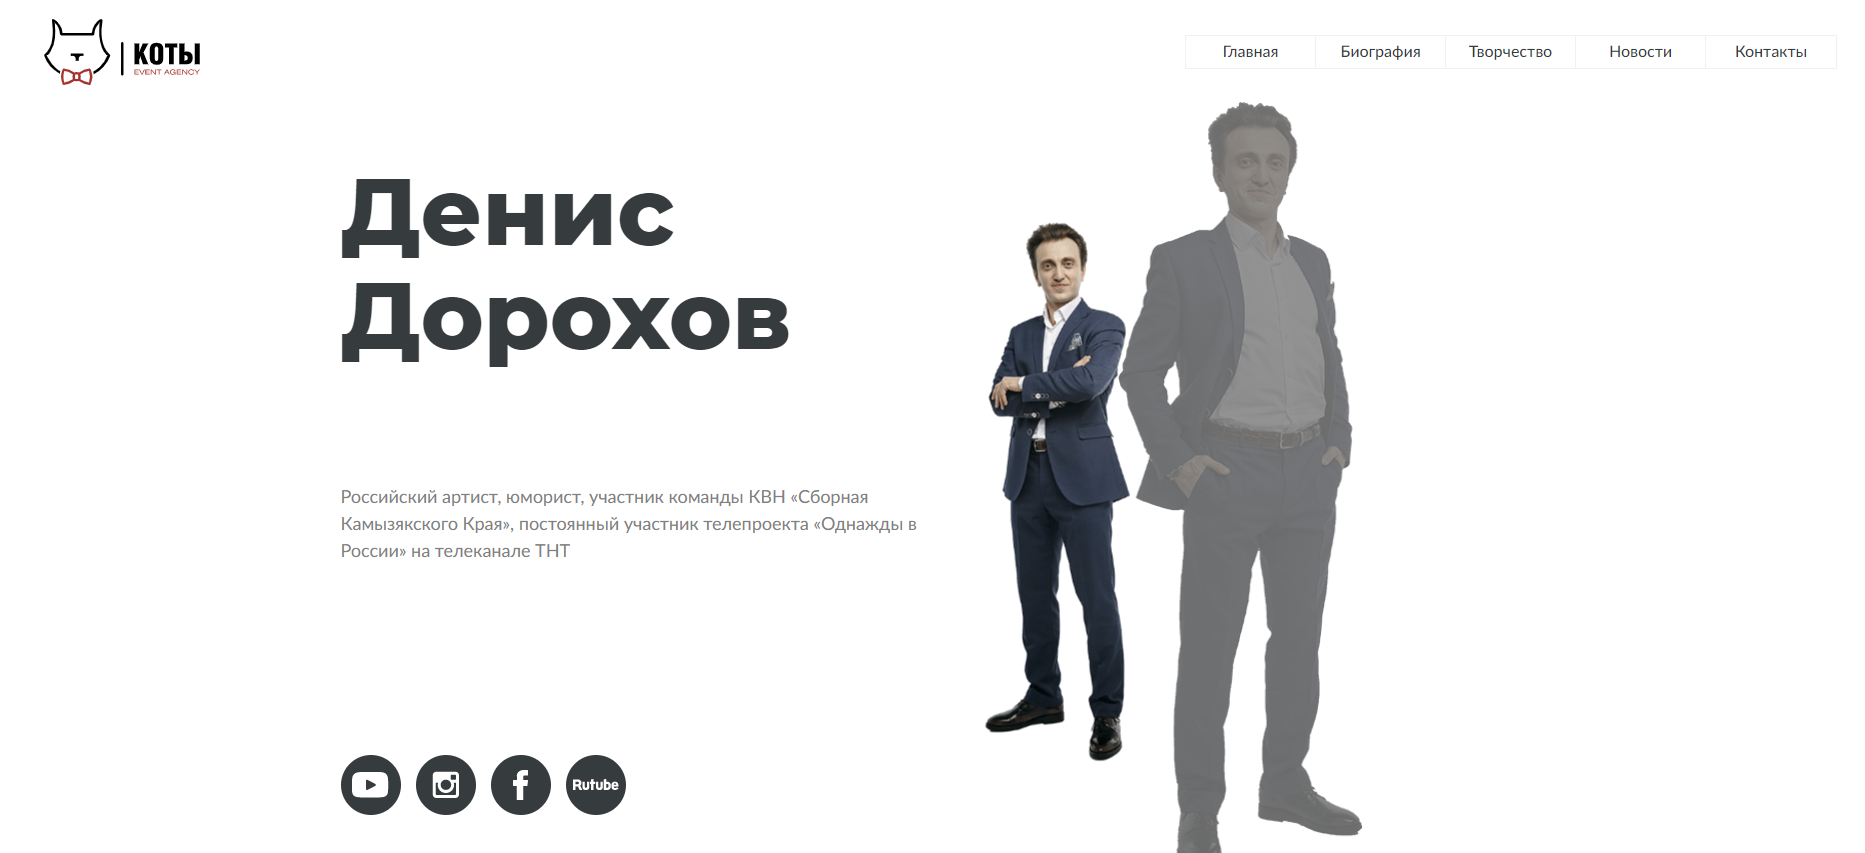 КОТЫ
EVENT AGENCY
Главная
Биография
Творчество
Новости
Контакты
Денис
Дорохов
Российский артист, юморист, участник команды КВН «Сборная
Камызякского Края», постоянный участник телепроекта «Однажды в
России» на телеканале ТНТ
Rutube